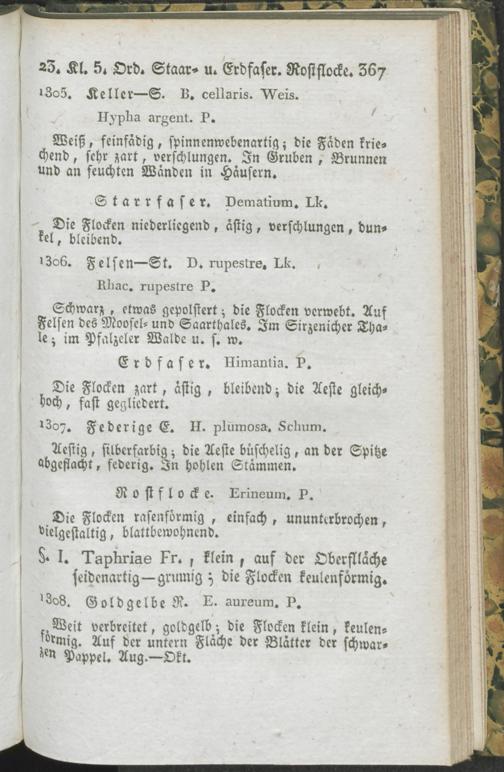 23. Kl. 5. Ord. Staar- u. Erdfaser. Rostflocke. 367
1305. Keller—S. B. cellaris. Weis.
Hypha argent. P.
Weiß, feinfädig, spinnenwebenartig; die Fäden krie-
chend, sehr zart, verschlungen. In Gruben, Brunnen
und an feuchten Wänden in Häusern.
Starrfaser. Dematium. Lk.
Die Flocken niederliegend, ästig, verschlungen, dun-
kel, bleibend.
1306. Felsen—St. D. rupestre. Lk.
Rhac. rupestre P.
Schwarz, etwas gepolstert; die Flocken verwebt. Auf
Felsen des Moosel- und Saarthales. Im Sirzenicher Tha-
le; im Pfalzeler Walde u. s. w.
Erdfaser. Himantia. P.
Die Flocken zart, ästig, bleibend; die Aeste gleich-
hoch, fast gegliedert.
1307. Federige E. H. plumosa. Schum.
Aestig, silberfarbig; die Aeste büschelig, an der Spitze
abgeflacht, federig. In hohlen Stämmen.
Rostflocke. Erineum. P.
Die Flocken rasenförmig, einfach, ununterbrochen,
vielgestaltig, blattbewohnend.
§. I. Taphriae Fr., klein, auf der Oberflläche
seidenartig—grumig; die Flocken keulenförmig.
1308. Goldgelbe R. E. aureum. P.
Weit verbreitet, goldgelb; die Flocken klein, keulen-
förmig. Auf der untern Fläche der Blätter der schwar-
zen Pappel. Aug.—Okt.